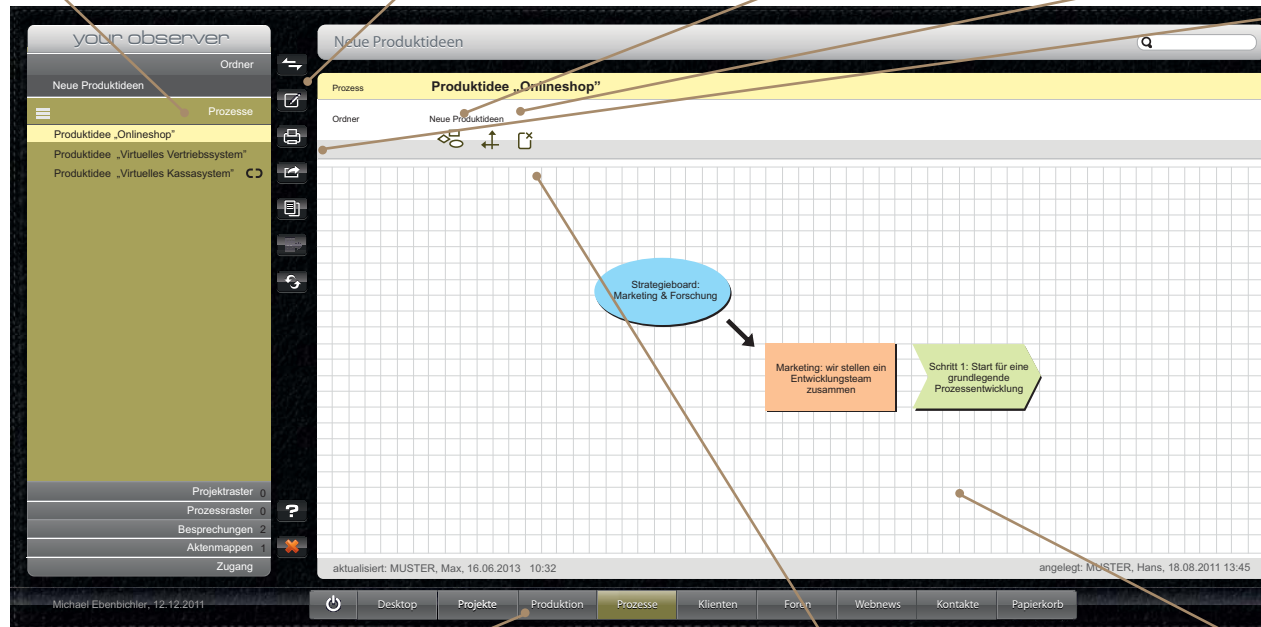 your observer
Ordner
Neue Produktideen
Prozesse
Produktidee „Onlineshop”
Produktidee „Virtuelles Vertriebssystem”
Produktidee „Virtuelles Kassasystem”
Projektraster 0
Prozessraster 0
Besprechungen 2
Aktenmappen 1
Zugang
?
Neue Produktideen
Prozess Produktidee „Onlineshop”
Ordner Neue Produktideen
Strategieboard:
Marketing & Forschung
Marketing: wir stellen ein
Entwicklungsteam
zusammen
Schritt 1: Start für eine
grundlegende
Prozessentwicklung
aktualisiert: MUSTER, Max, 16.06.2013 10:32
angelegt: MUSTER, Hans, 18.08.2011 13:45
Michael Ebenbichler, 12.12.2011
Desktop Projekte Produktion Prozesse Klienten Foren Webnews Kontakte Papierkorb